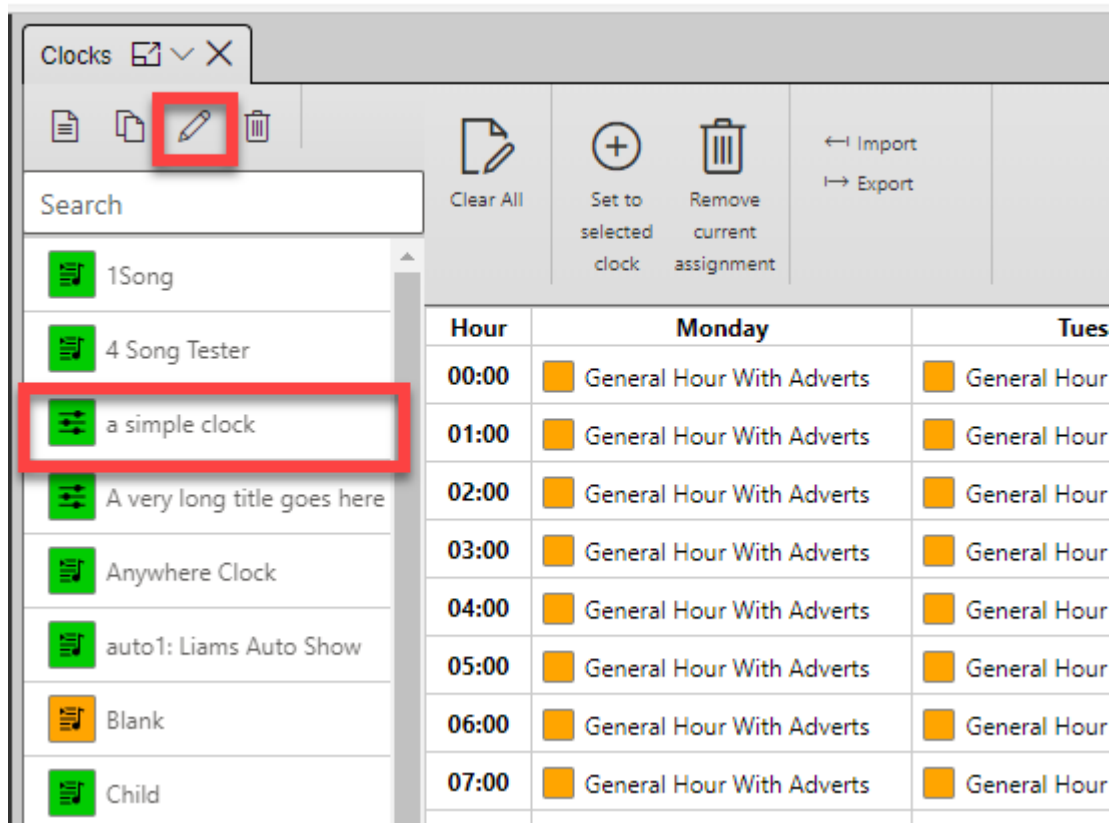 Clocks
Search
1Song
4 Song Tester
a simple clock
A very long title goes here
Anywhere Clock
auto1: Liams Auto Show
Blank
Child
Clear All
Set to
selected
clock
Remove
current
assignment
Import
Export
Hour Monday Tues
00:00 General Hour With Adverts General Hour
01:00 General Hour With Adverts General Hour
02:00 General Hour With Adverts General Hour
03:00 General Hour With Adverts General Hour
04:00 General Hour With Adverts General Hour
05:00 General Hour With Adverts General Hour
06:00 General Hour With Adverts General Hour
07:00 General Hour With Adverts General Hour